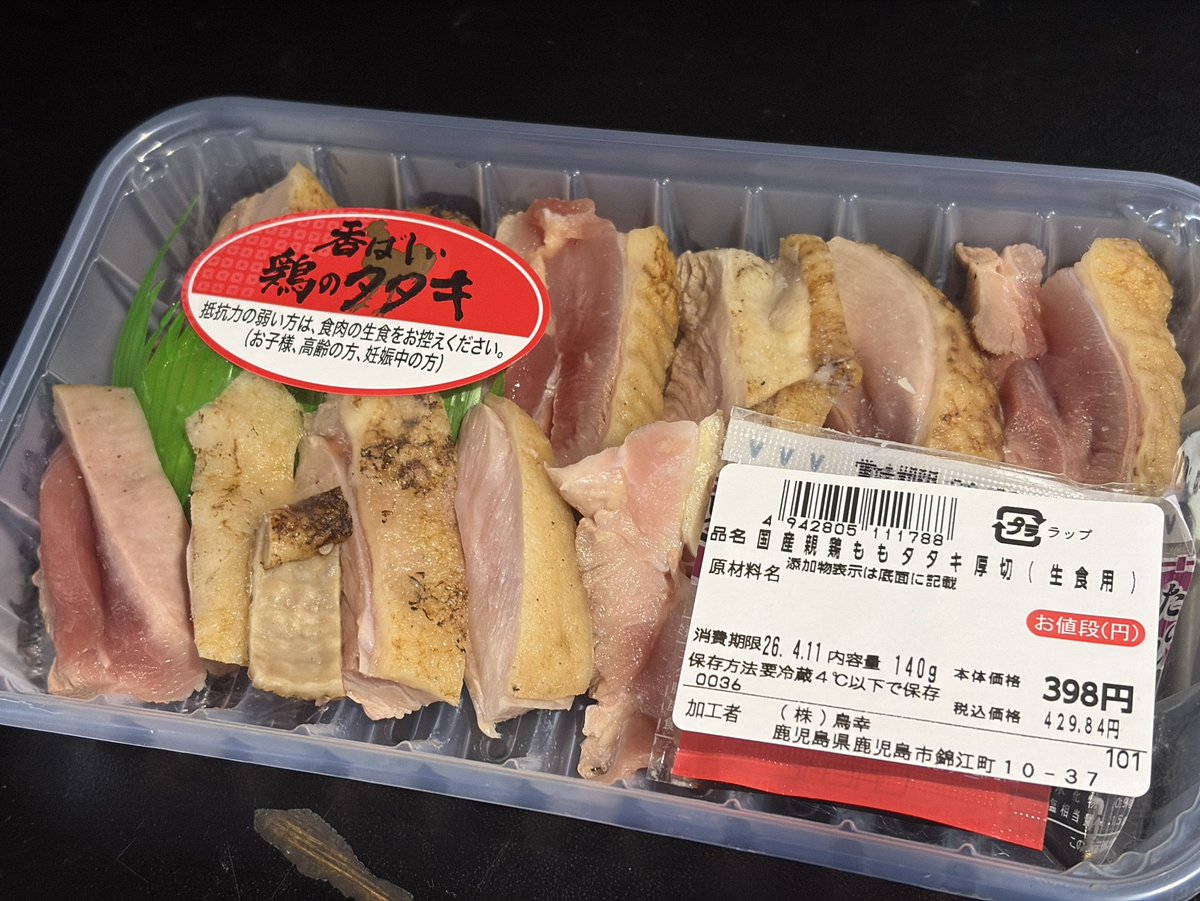 香ばしい
鶏のタタキ
抵抗力の弱い方は、食肉の生食をお控えください。
(お子様、高齢の方、妊娠中の方)
4 942805 111788
プラ ラップ
品名 国産親鶏ももタタキ厚切(生食用)
原材料名 添加物表示は底面に記載
お値段(円)
消費期限26. 4.11 内容量 140g 本体価格 398円
保存方法要冷蔵4℃以下で保存
0036 税込価格 429.84円
加工者 (株)鳥幸
鹿児島県鹿児島市錦江町10-37 101